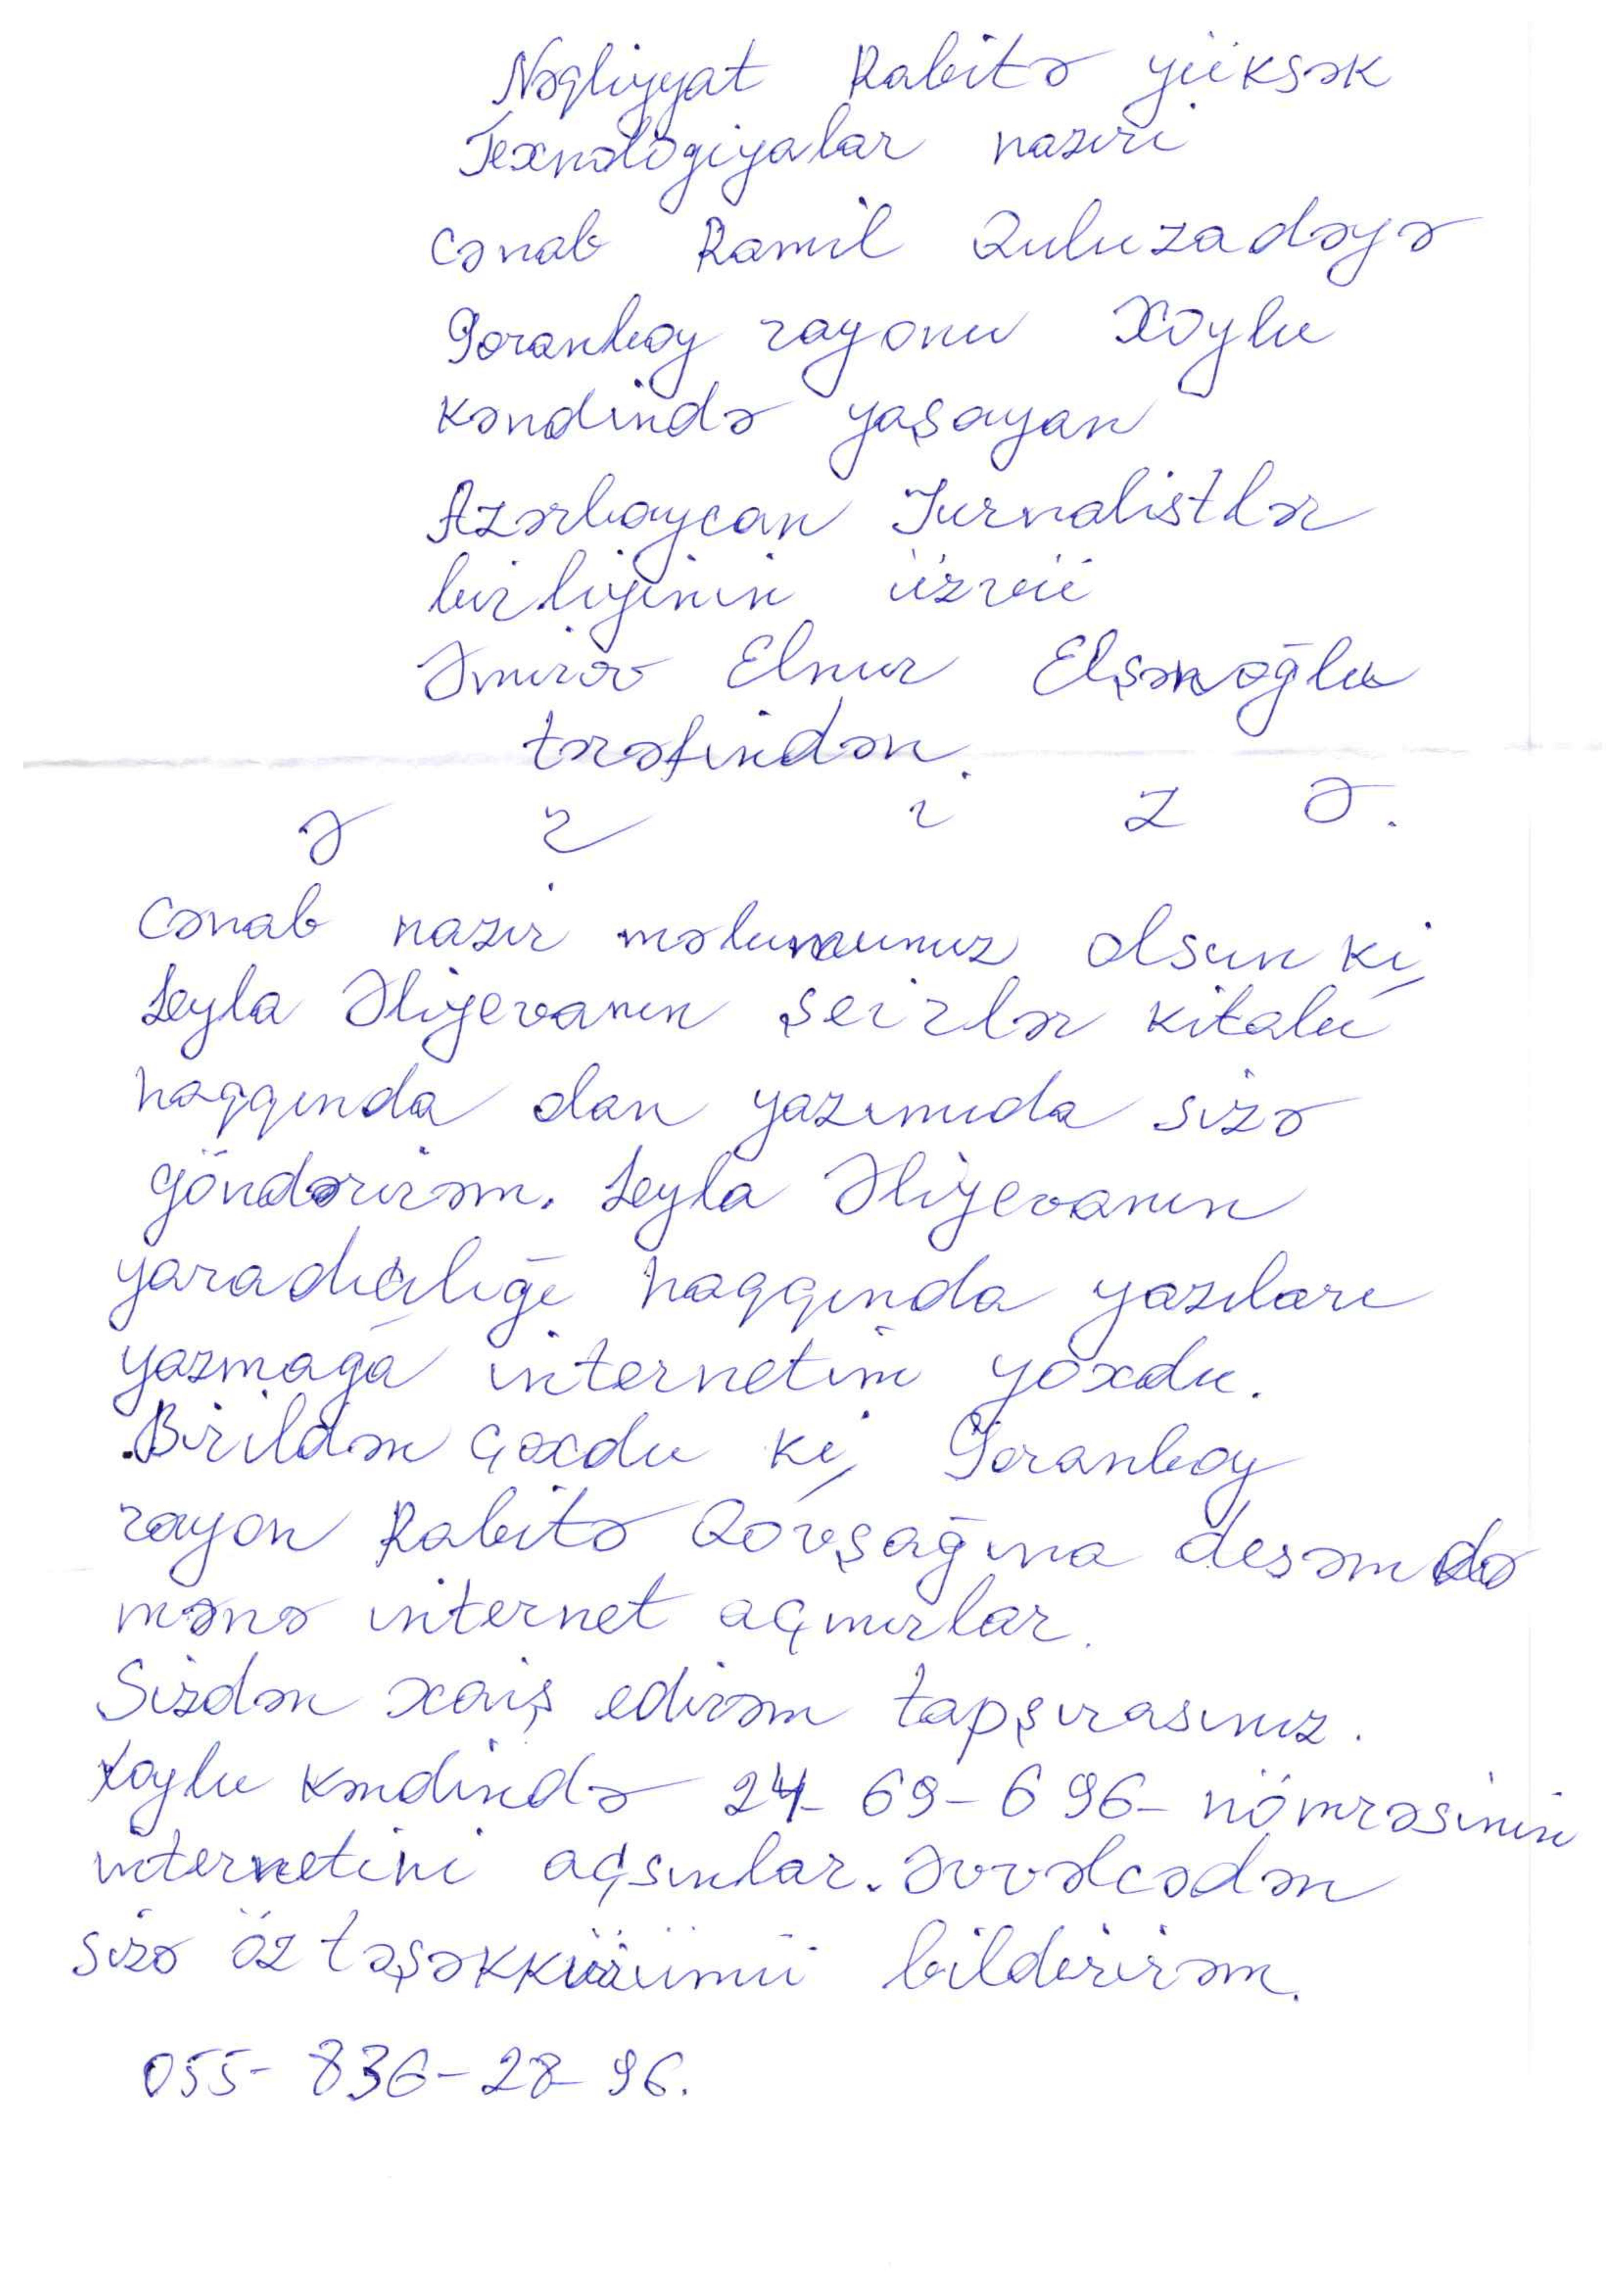 Nəqliyyat Rabitə yüksək
Texnologiyalar naziri
Cənab Ramil Quluzadəyə
Goranboy rayonu Xoylu
kəndində yaşayan
Azərbaycan Jurnalistlər
birliyinin üzvü
Əmirov Elnur Elşənoğlu
tərəfindən.
Ə r i z ə.
Cənab nazir məlumunuz olsun ki,
Leyla Əliyevanın şeirlər kitabı
haqqında olan yazımıda sizə
göndərirəm. Leyla Əliyevanın
yaradıcılığı haqqında yazıları
yazmağa internetim yoxdu.
Birildən çoxdu ki, Goranboy
rayon Rabitə Qovşağına desəmdə
mənə internet açmırlar.
Sizdən xaiş edirəm tapşırasınız.
Xoylu kəndində 24-69-696- nömrəsinin
internetini açsınlar. Əvvəlcədən
sizə öz təşəkkürümü bildirirəm.
055-836-28-96.